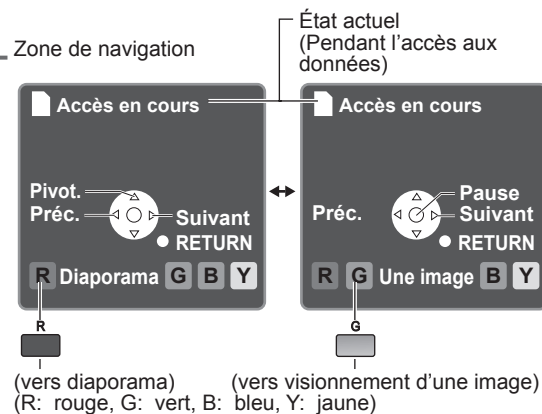 Zone de navigation
État actuel
(Pendant l'accès aux
données)
Accès en cours
Pivot.
Préc.
Suivant
RETURN
R Diaporama G B Y
R
(vers diaporama)
Accès en cours
Pause
Préc.
Suivant
RETURN
R G Une image B Y
G
(vers visionnement d'une image)
(R: rouge, G: vert, B: bleu, Y: jaune)